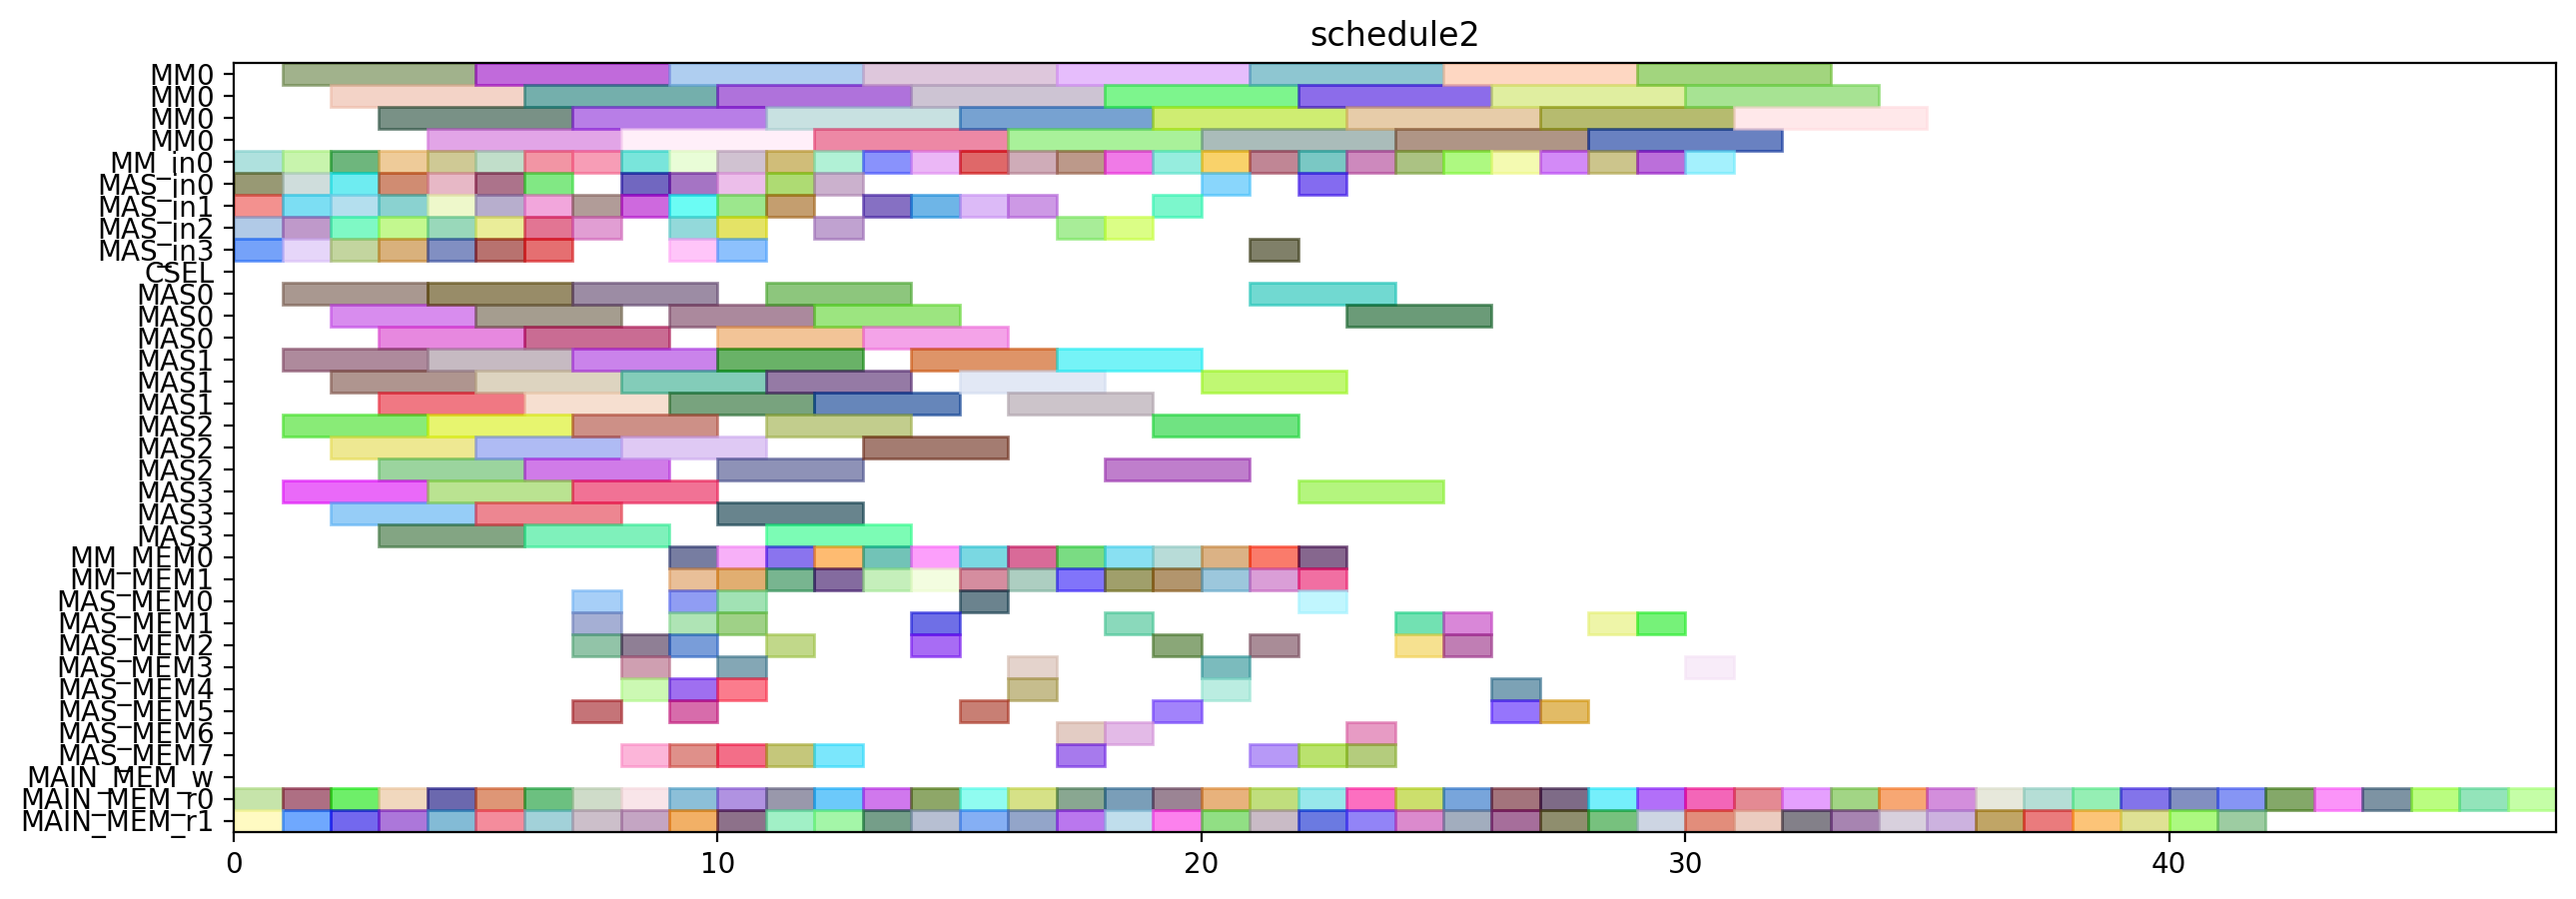 schedule2
MM0
MM0
MM0
MM0
MM_in0
MAS_in0
MAS_in1
MAS_in2
MAS_in3
CSEL
MAS0
MAS0
MAS0
MAS1
MAS1
MAS1
MAS2
MAS2
MAS2
MAS3
MAS3
MAS3
MM_MEM0
MM_MEM1
MAS_MEM0
MAS_MEM1
MAS_MEM2
MAS_MEM3
MAS_MEM4
MAS_MEM5
MAS_MEM6
MAS_MEM7
MAIN_MEM_w
MAIN_MEM_r0
MAIN_MEM_r1
0 10 20 30 40